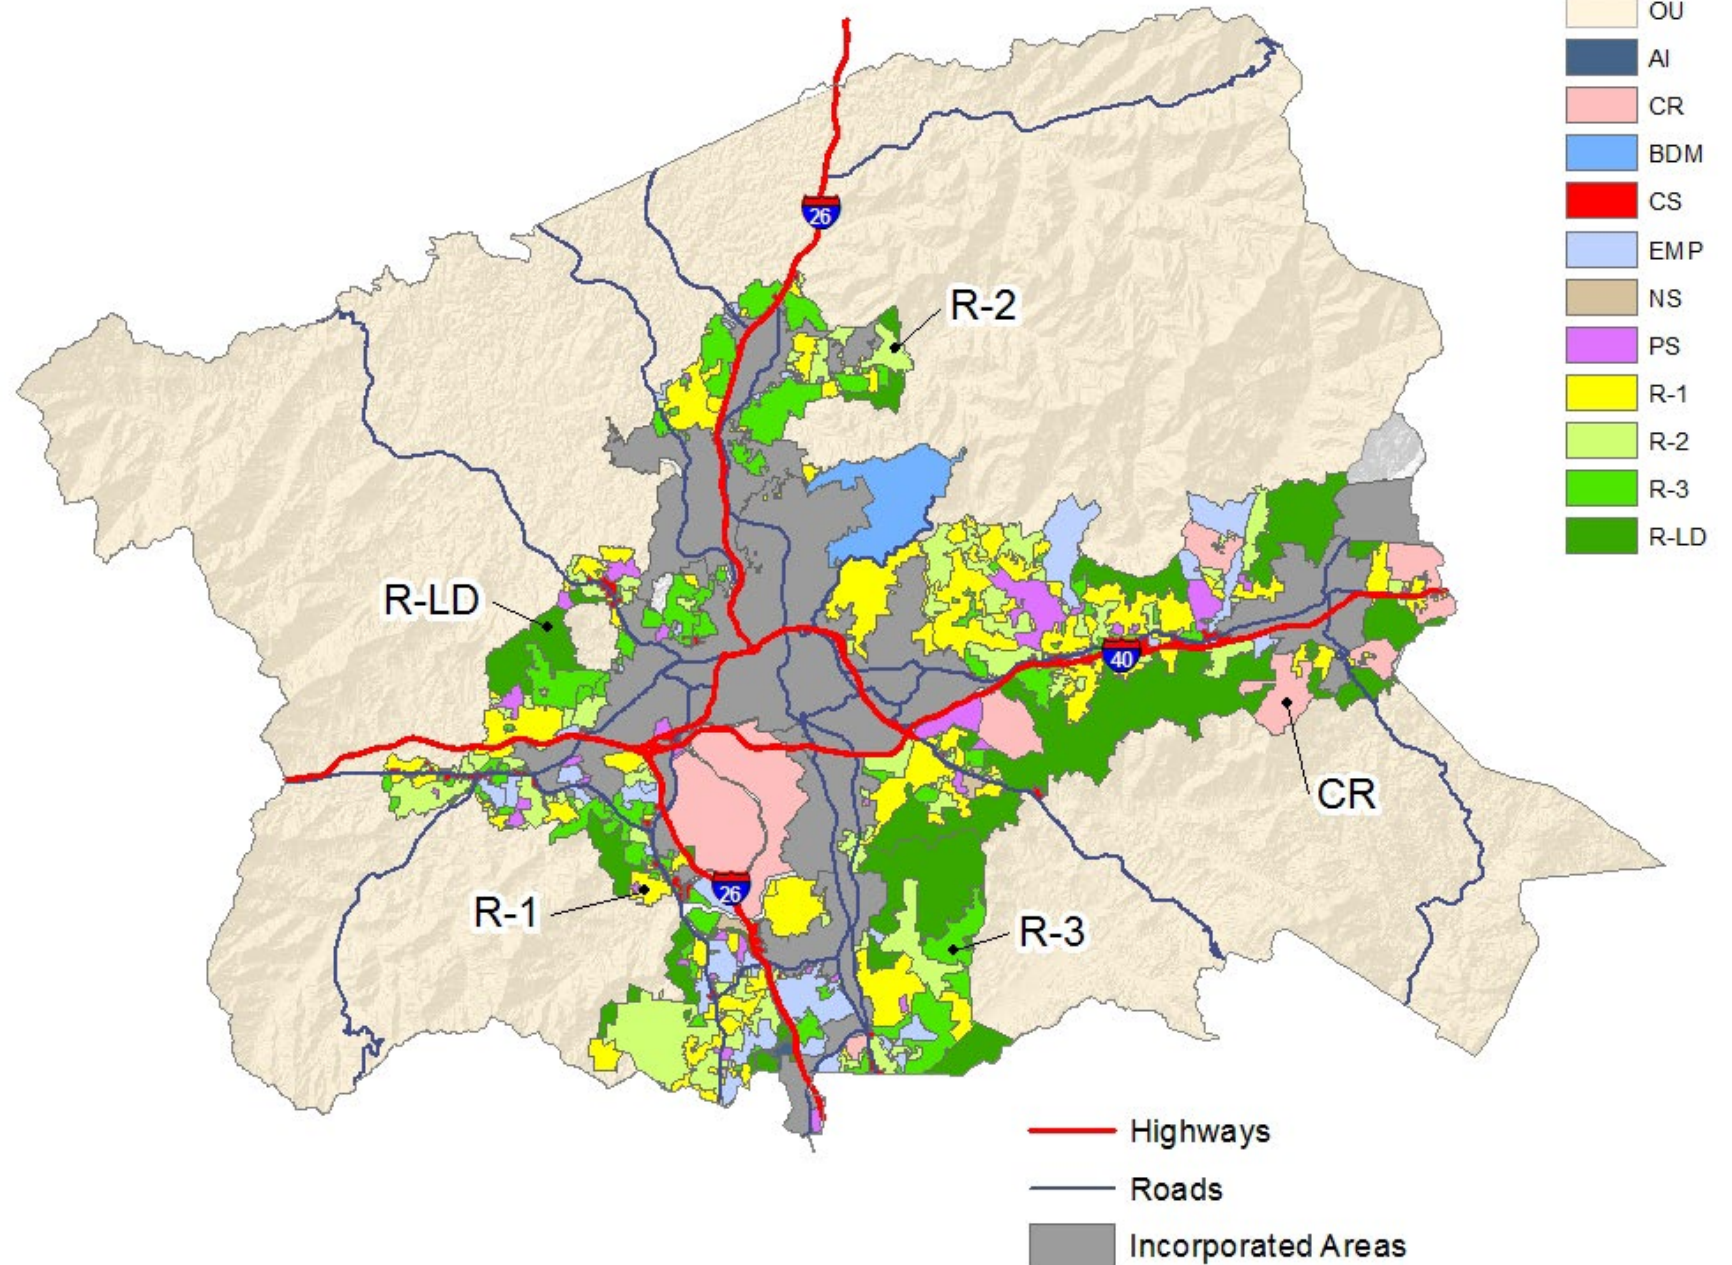 OU
AI
CR
BDM
CS
EMP
NS
PS
R-1
R-2
R-3
R-LD
26
R-2
R-LD
40
CR
26
R-1
R-3
Highways
Roads
Incorporated Areas